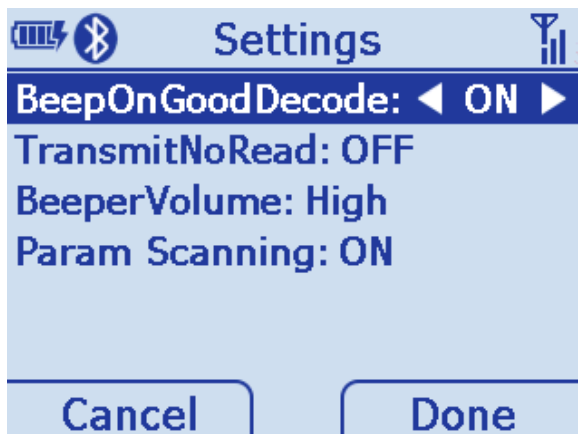 Settings
BeepOnGoodDecode: ◀ ON ▶
TransmitNoRead: OFF
BeeperVolume: High
Param Scanning: ON
Cancel Done